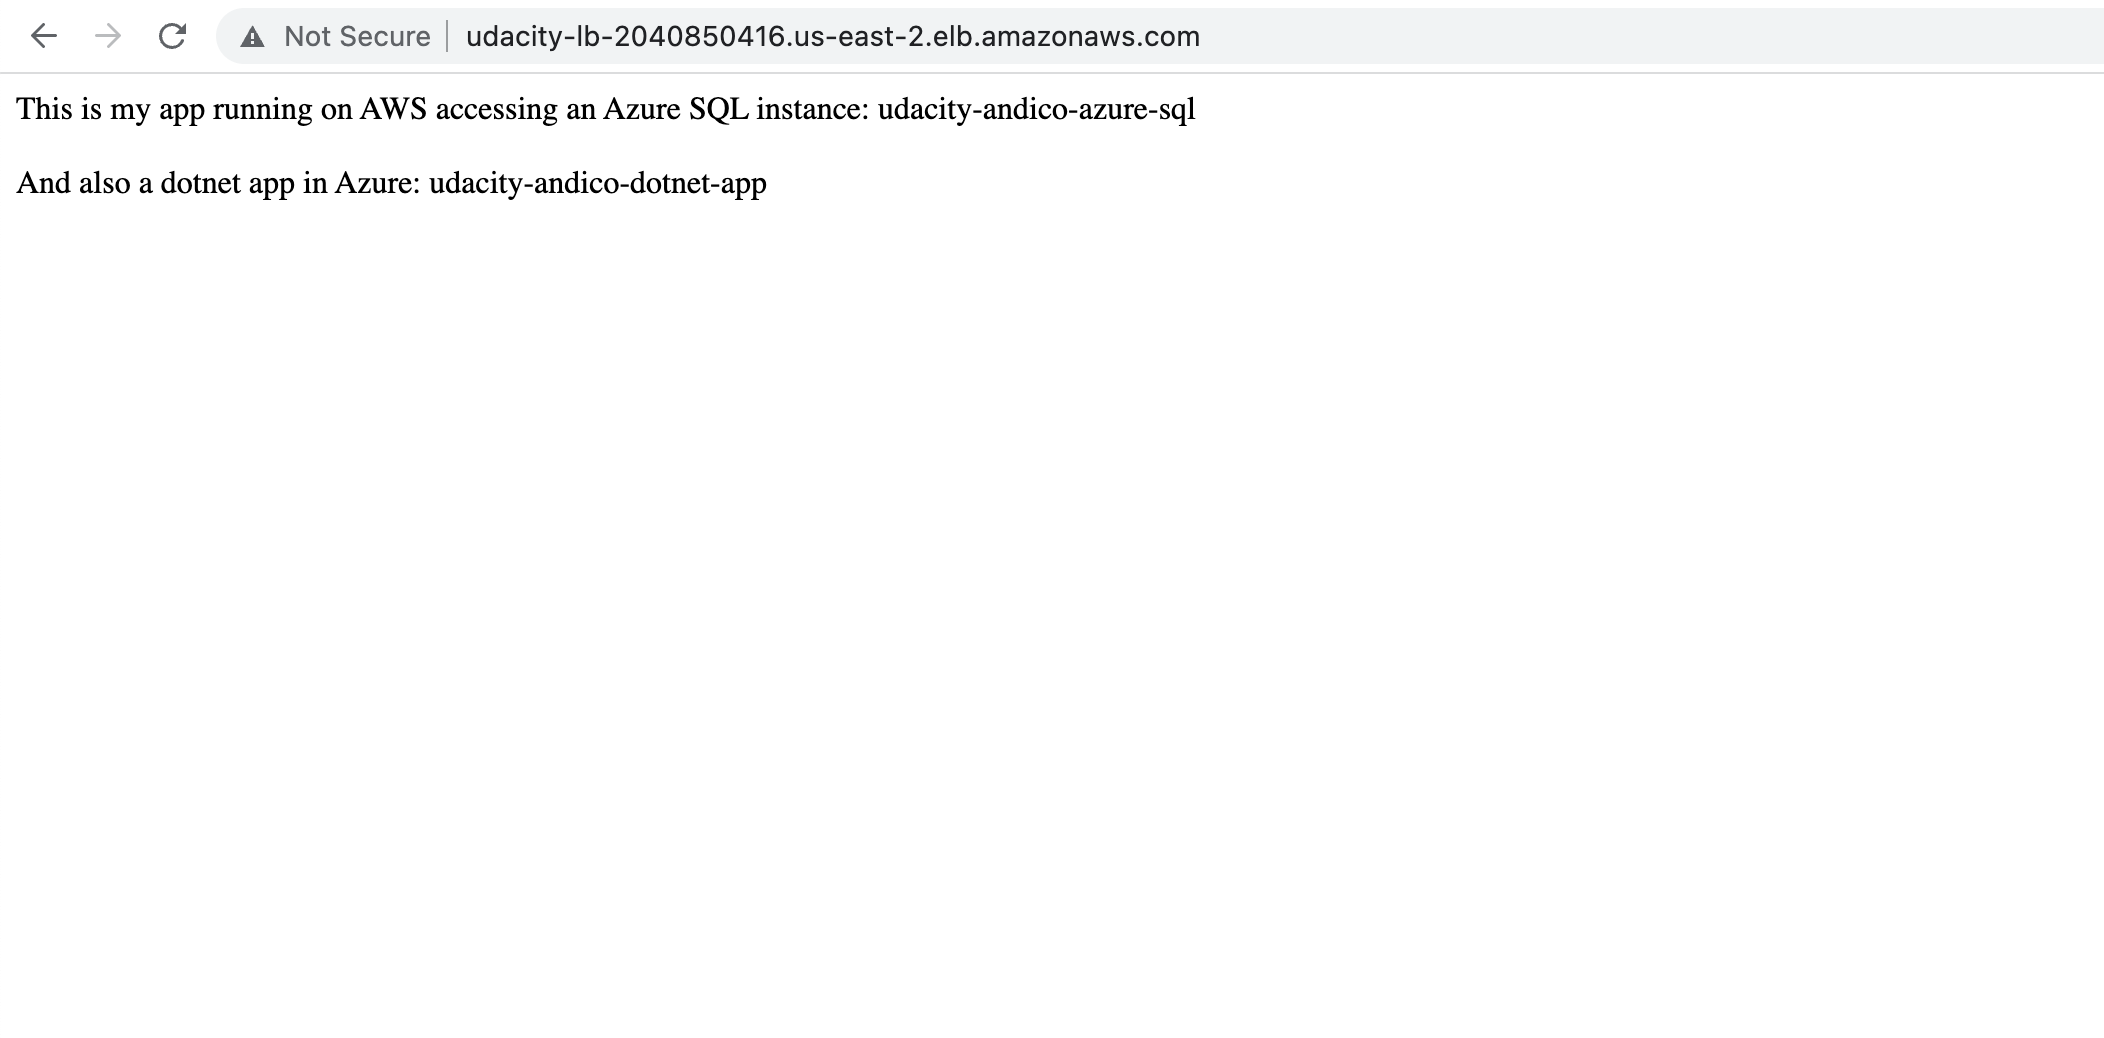 Not Secure udacity-lb-2040850416.us-east-2.elb.amazonaws.com
This is my app running on AWS accessing an Azure SQL instance: udacity-andico-azure-sql
And also a dotnet app in Azure: udacity-andico-dotnet-app